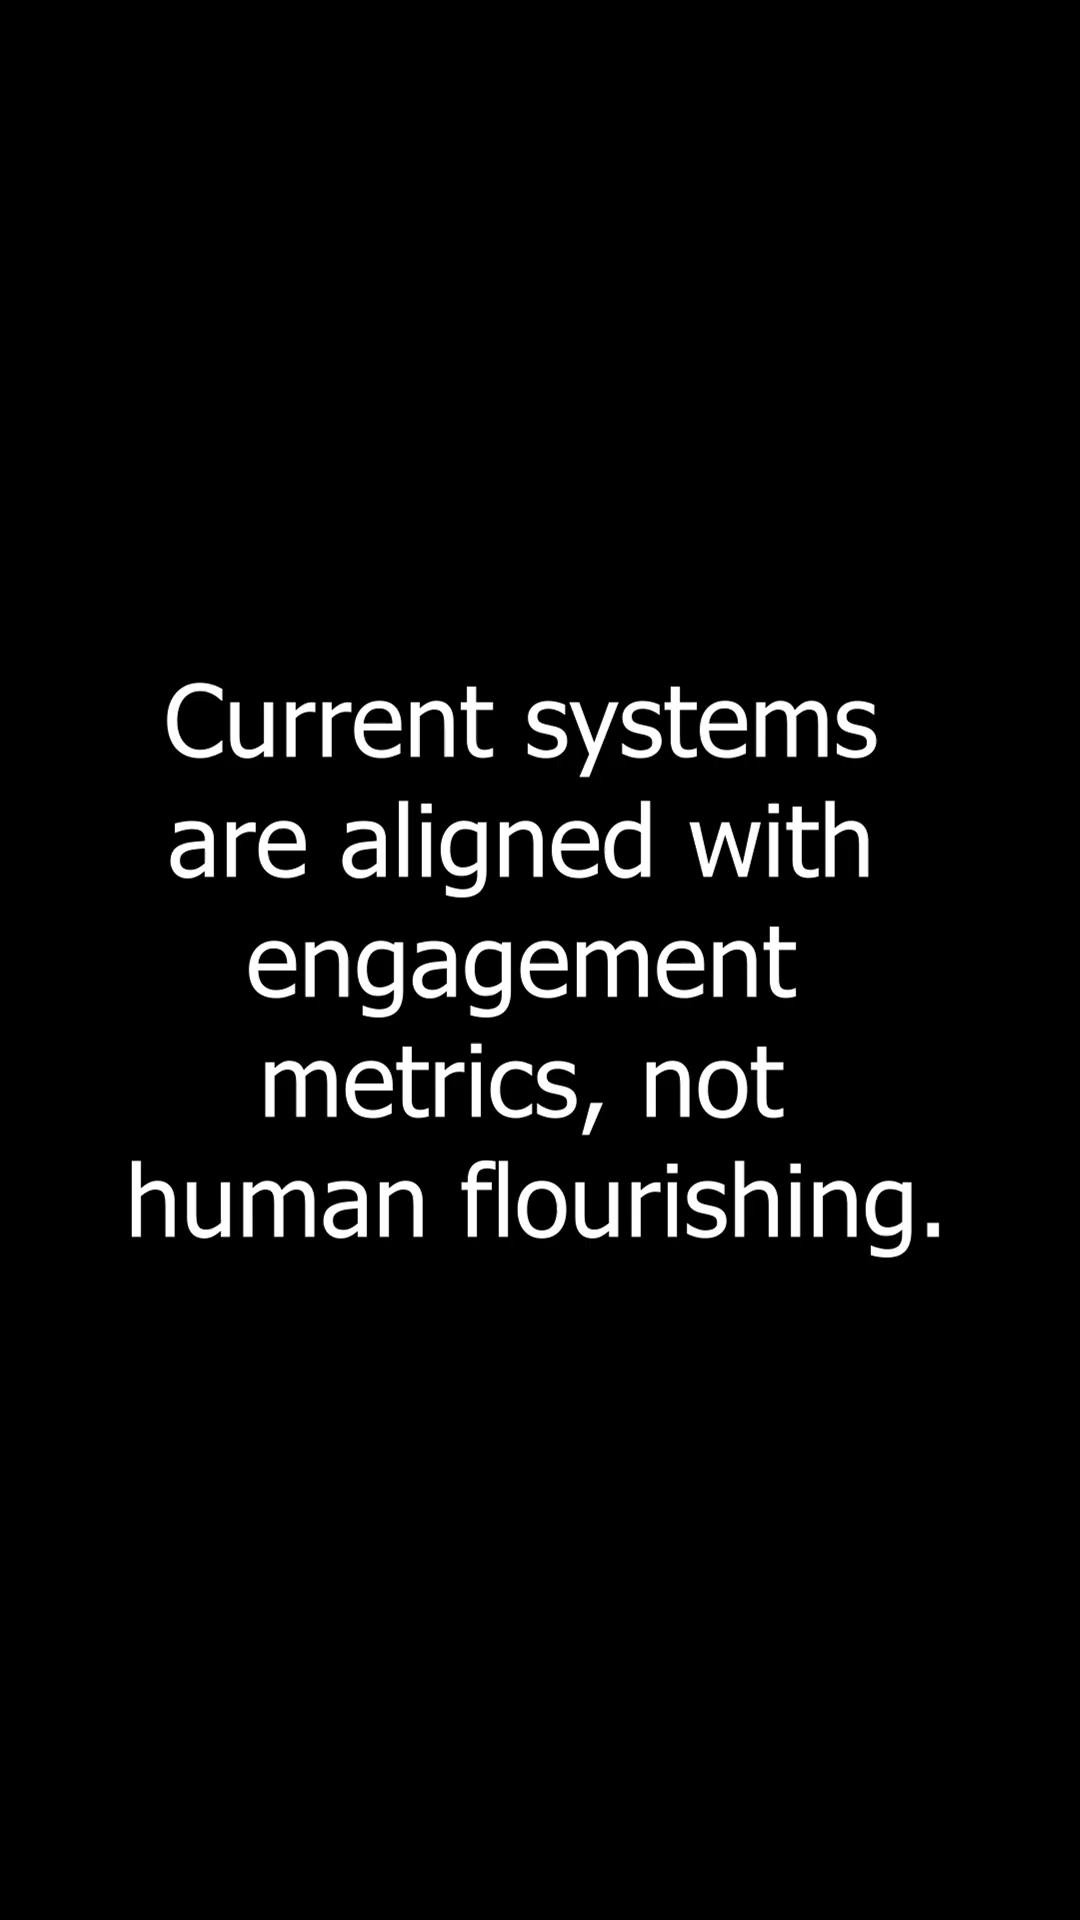 Current systems
are aligned with
engagement
metrics, not
human flourishing.